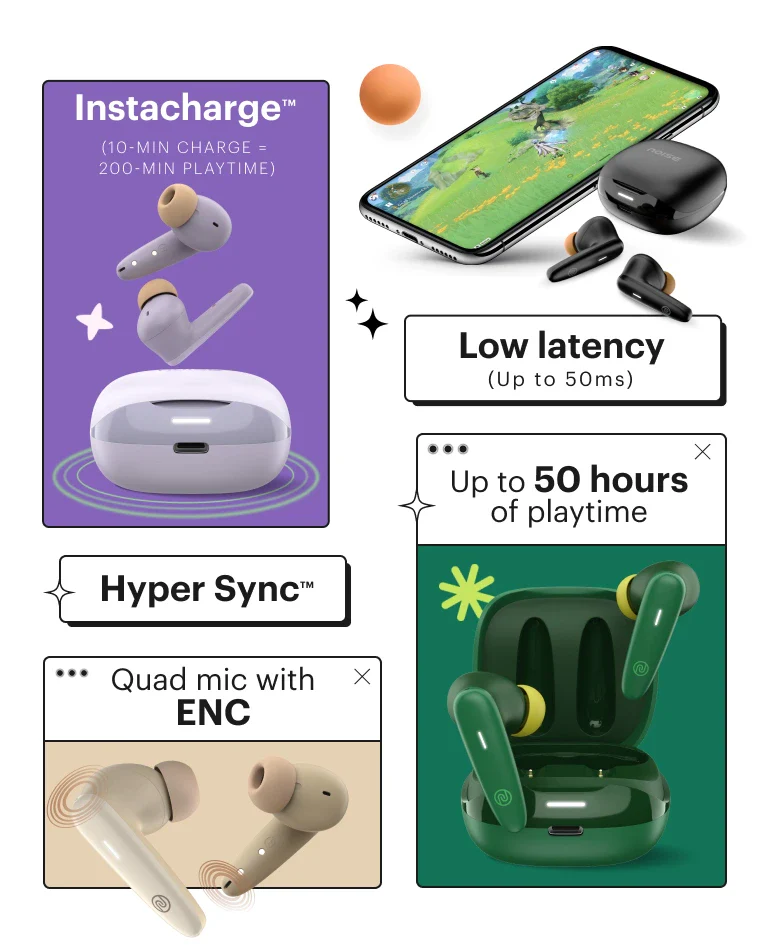 Instacharge™
(10-MIN CHARGE =
200-MIN PLAYTIME)
noise
Low latency
(Up to 50ms)
Up to 50 hours
of playtime
Hyper Sync™
Quad mic with
ENC